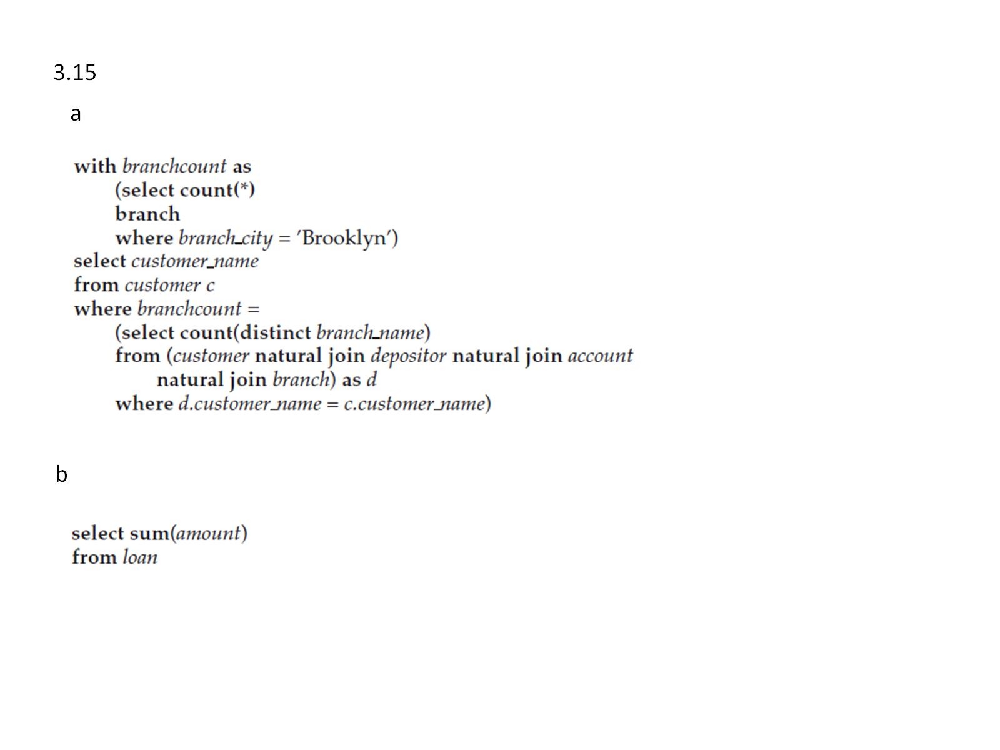 3.15
a
with branchcount as
(select count(*)
branch
where branch_city = 'Brooklyn')
select customer_name
from customer c
where branchcount =
(select count(distinct branch_name)
from (customer natural join depositor natural join account
natural join branch) as d
where d.customer_name = c.customer_name)
b
select sum(amount)
from loan